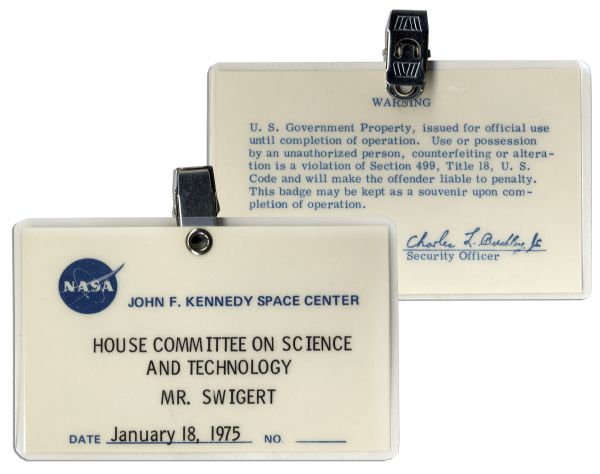 WARNING
U. S. Government Property, issued for official use
until completion of operation. Use or possession
by an unauthorized person, counterfeiting or altera-
tion is a violation of Section 499, Title 18, U. S.
Code and will make the offender liable to penalty.
This badge may be kept as a souvenir upon com-
pletion of operation.
Charles L. Buckley, Jr.
Security Officer
NASA
JOHN F. KENNEDY SPACE CENTER
HOUSE COMMITTEE ON SCIENCE
AND TECHNOLOGY
MR. SWIGERT
DATE January 18, 1975 NO.